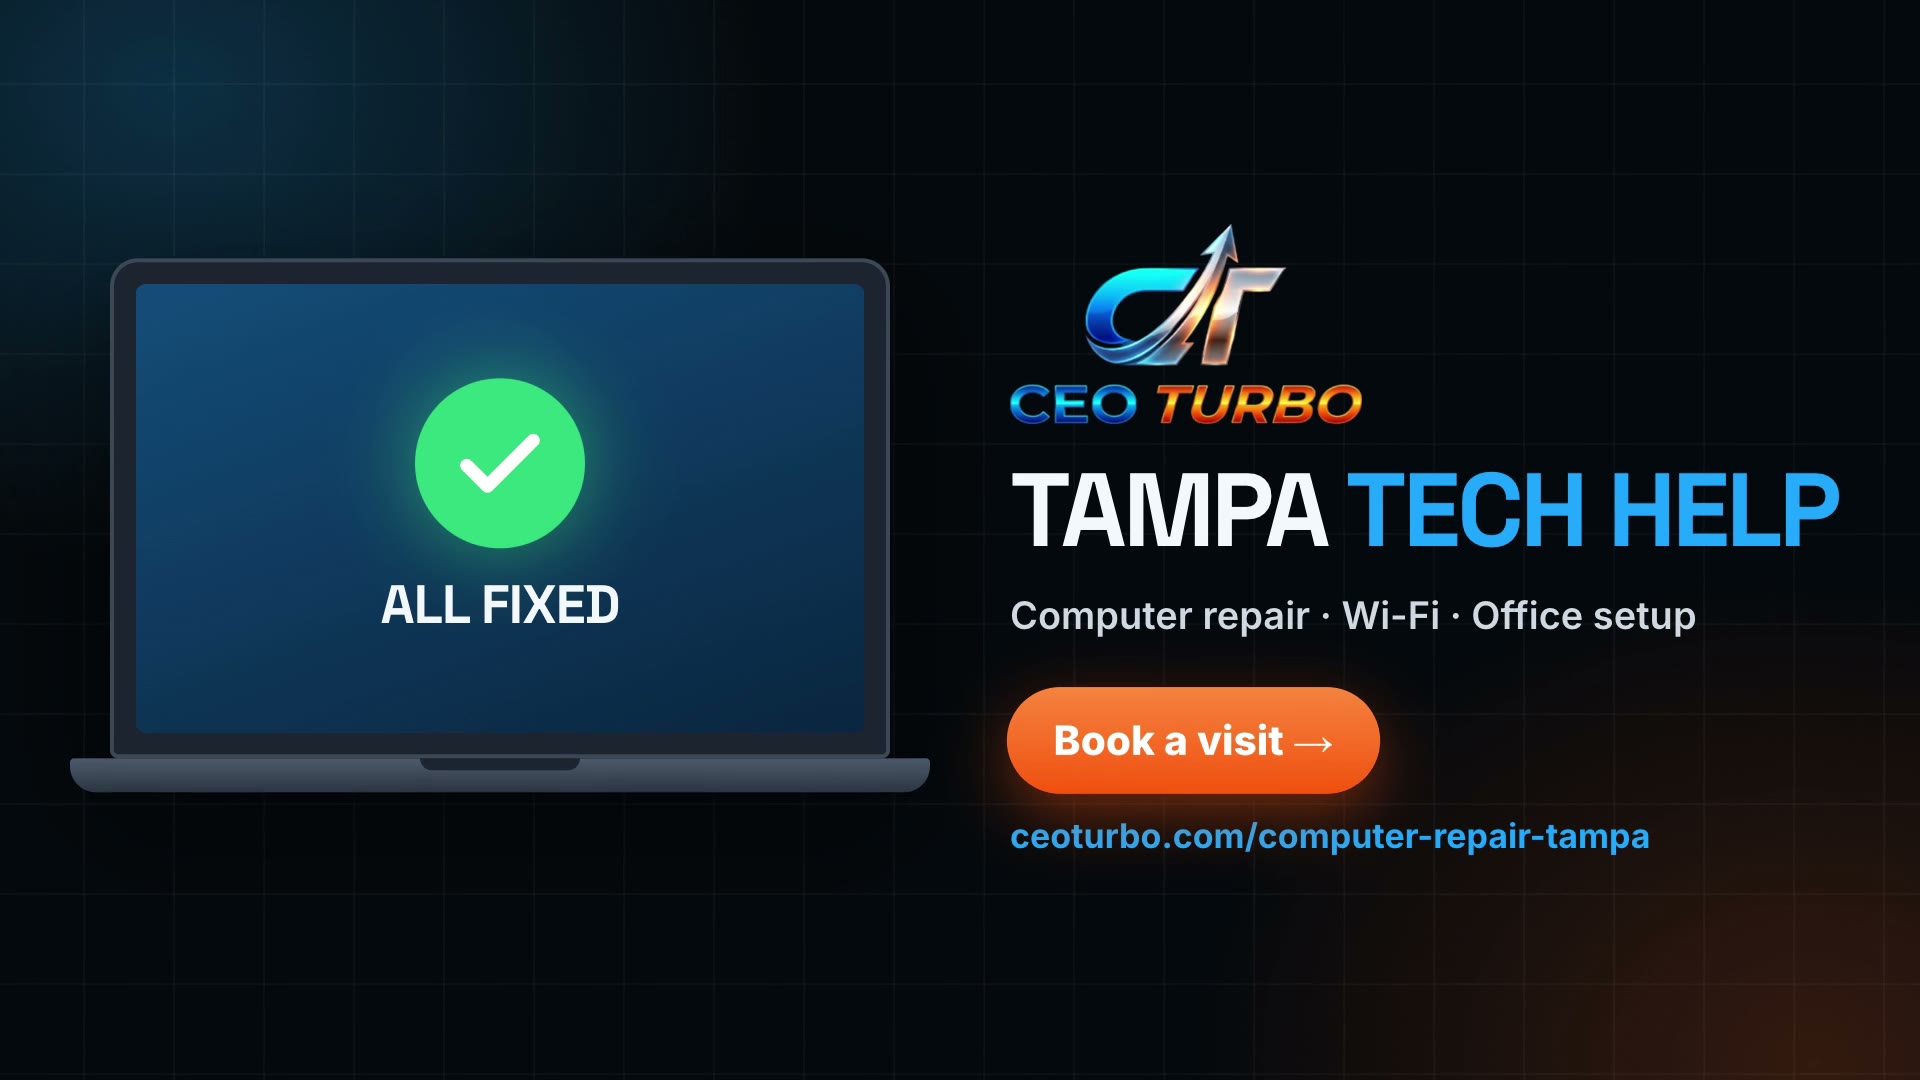 ALL FIXED
CT
CEO TURBO
TAMPA TECH HELP
Computer repair · Wi-Fi · Office setup
Book a visit →
ceoturbo.com/computer-repair-tampa